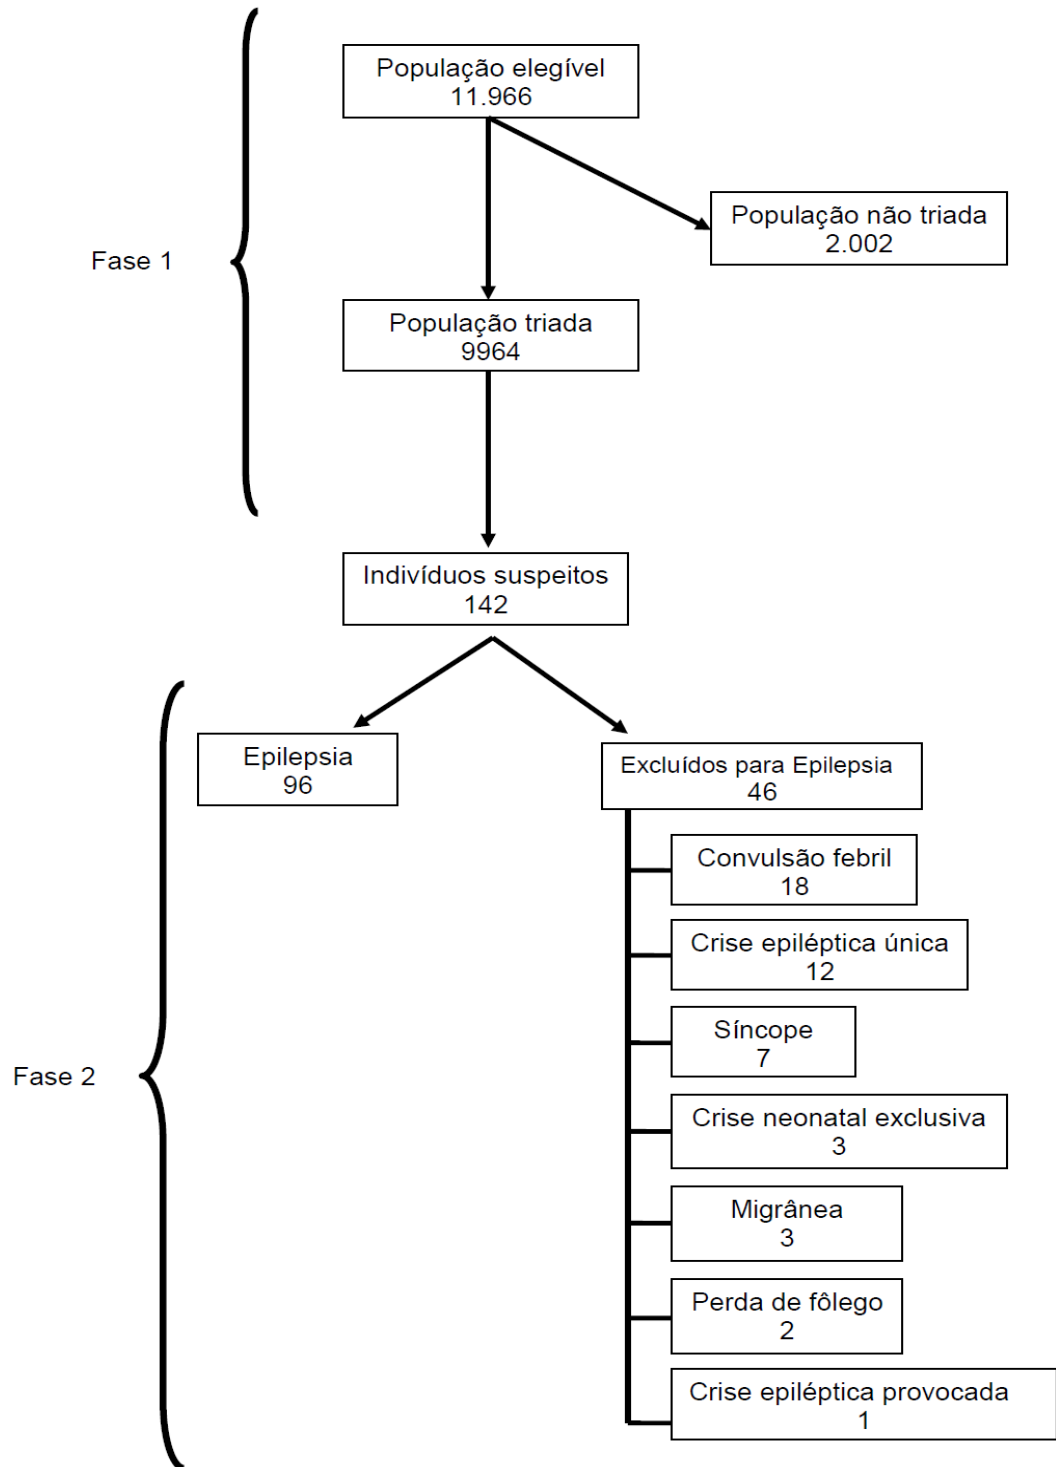 População elegível
11.966
População não triada
2.002
Fase 1
População triada
9964
Indivíduos suspeitos
142
Epilepsia
96
Excluídos para Epilepsia
46
Convulsão febril
18
Crise epiléptica única
12
Síncope
7
Fase 2
Crise neonatal exclusiva
3
Migrânea
3
Perda de fôlego
2
Crise epiléptica provocada
1